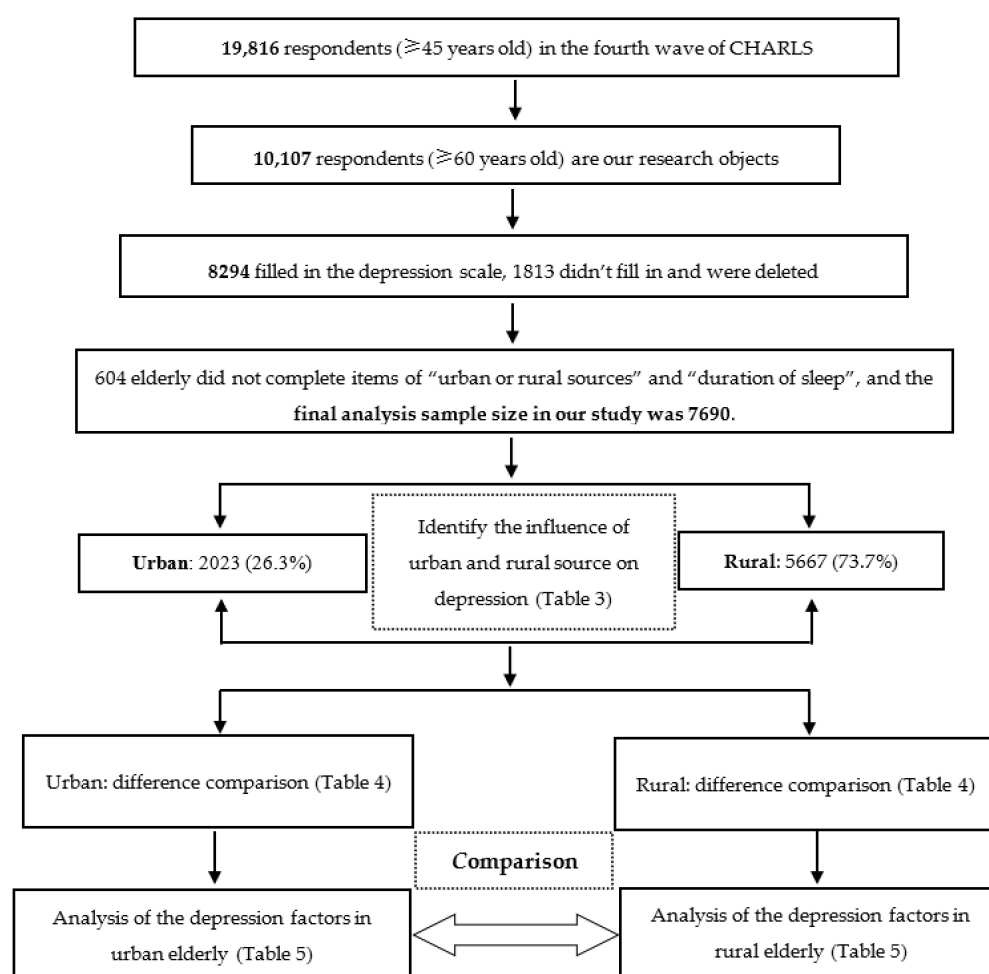 19,816 respondents (≥45 years old) in the fourth wave of CHARLS
10,107 respondents (≥60 years old) are our research objects
8294 filled in the depression scale, 1813 didn't fill in and were deleted
604 elderly did not complete items of “urban or rural sources” and “duration of sleep”, and the
final analysis sample size in our study was 7690.
Identify the influence of
urban and rural source on
depression (Table 3)
Urban: 2023 (26.3%)
Rural: 5667 (73.7%)
Urban: difference comparison (Table 4)
Rural: difference comparison (Table 4)
Comparison
Analysis of the depression factors in
urban elderly (Table 5)
Analysis of the depression factors in
rural elderly (Table 5)